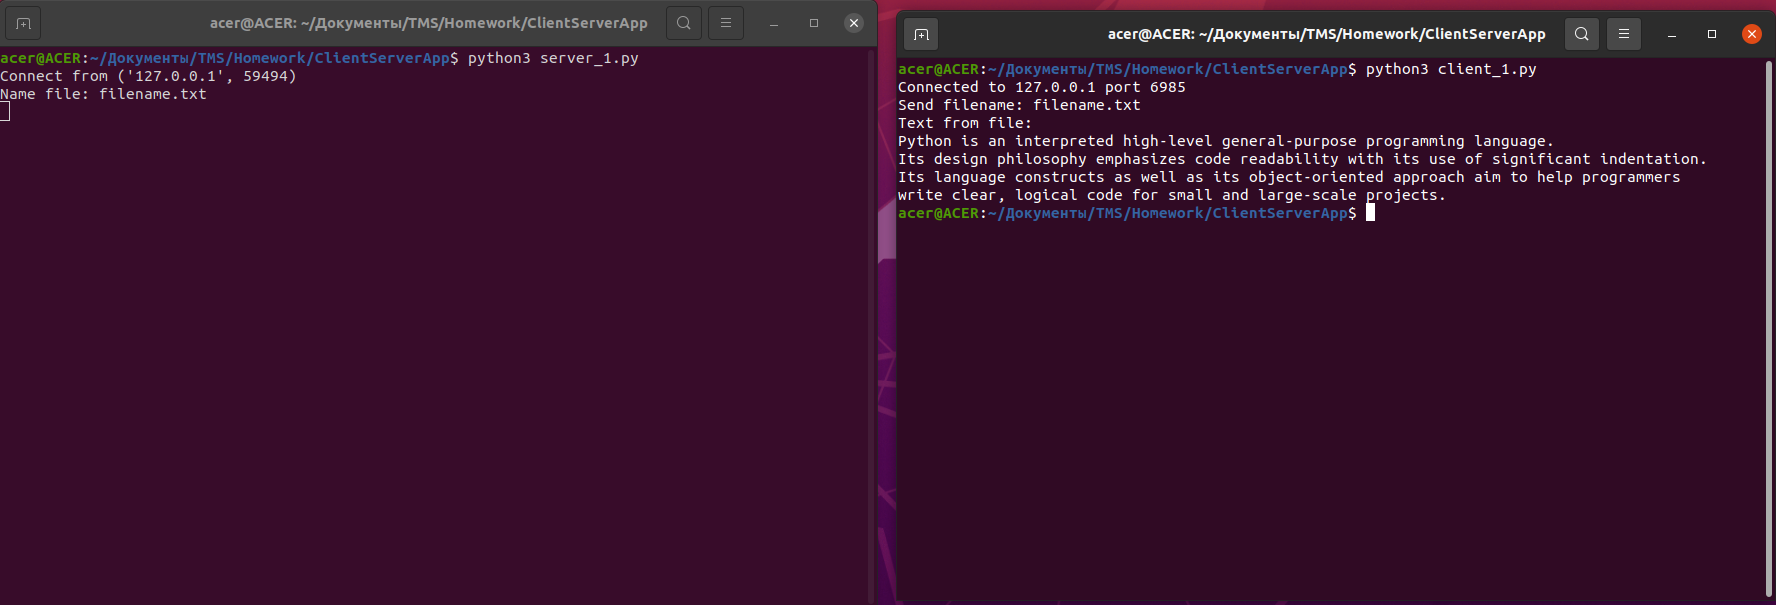 acer@ACER: ~/Документы/TMS/Homework/ClientServerApp
acer@ACER:~/Документы/TMS/Homework/ClientServerApp$ python3 server_1.py
Connect from ('127.0.0.1', 59494)
Name file: filename.txt
acer@ACER: ~/Документы/TMS/Homework/ClientServerApp
acer@ACER:~/Документы/TMS/Homework/ClientServerApp$ python3 client_1.py
Connected to 127.0.0.1 port 6985
Send filename: filename.txt
Text from file:
Python is an interpreted high-level general-purpose programming language.
Its design philosophy emphasizes code readability with its use of significant indentation.
Its language constructs as well as its object-oriented approach aim to help programmers
write clear, logical code for small and large-scale projects.
acer@ACER:~/Документы/TMS/Homework/ClientServerApp$